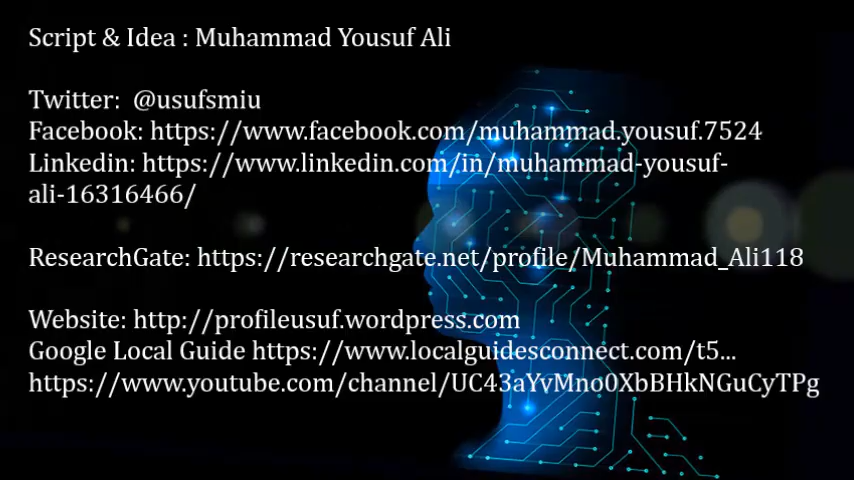 Script & Idea : Muhammad Yousuf Ali
Twitter: @usufsmiu
Facebook: https://www.facebook.com/muhammad.yousuf.7524
Linkedin: https://www.linkedin.com/in/muhammad-yousuf-
ali-16316466/
ResearchGate: https://researchgate.net/profile/Muhammad_Ali118
Website: http://profileusuf.wordpress.com
Google Local Guide https://www.localguidesconnect.com/t5...
https://www.youtube.com/channel/UC43aYvMno0XbBHkNGuCyTPg